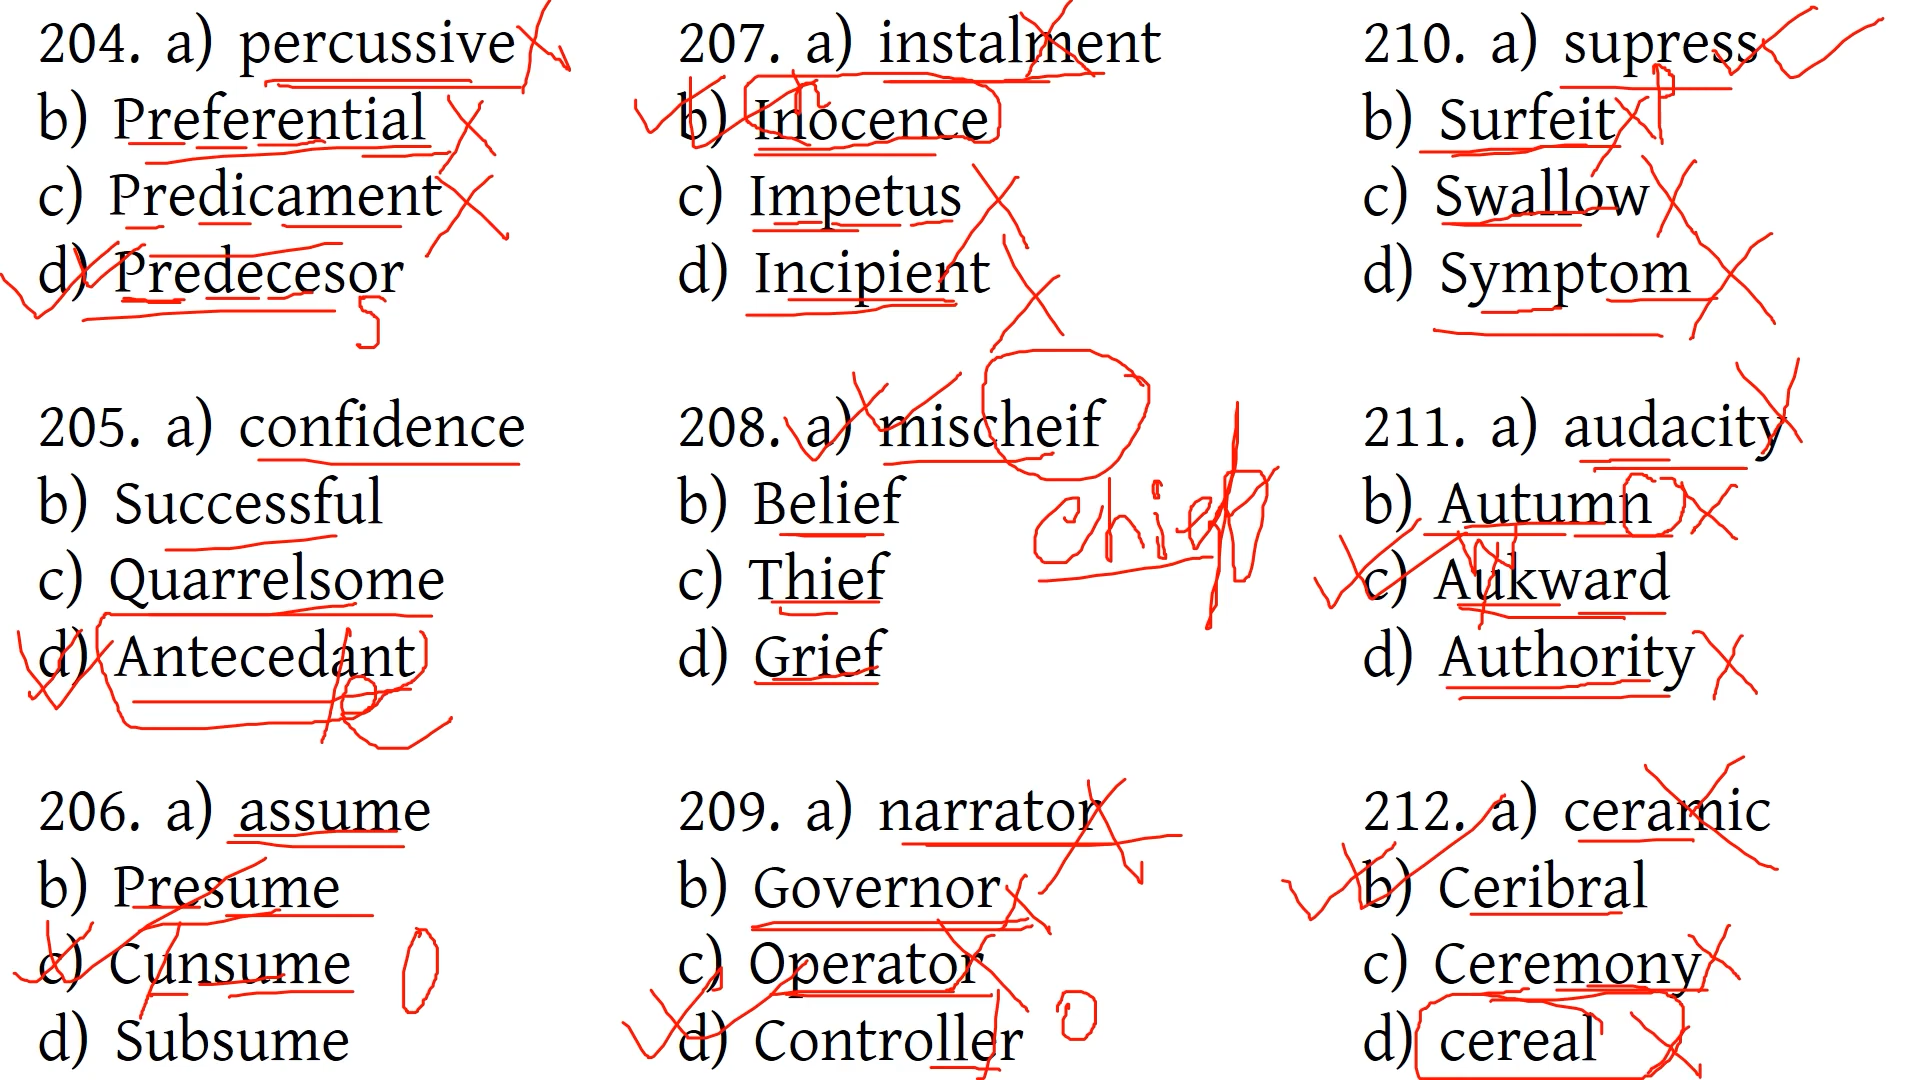 204. a) percussive
b) Preferential
c) Predicament
d) Predecesor
s
205. a) confidence
b) Successful
c) Quarrelsome
d) Antecedant
e
206. a) assume
b) Presume
c) Cunsume
o
d) Subsume
207. a) instalment
n
b) Inocence
c) Impetus
d) Incipient
208. a) mischeif
b) Belief
chief
c) Thief
d) Grief
209. a) narrator
b) Governor
c) Operator
d) Controller
o
210. a) supress
p
b) Surfeit
c) Swallow
d) Symptom
211. a) audacity
b) Autumn
w
c) Aukward
d) Authority
212. a) ceramic
b) Ceribral
c) Ceremony
d) cereal